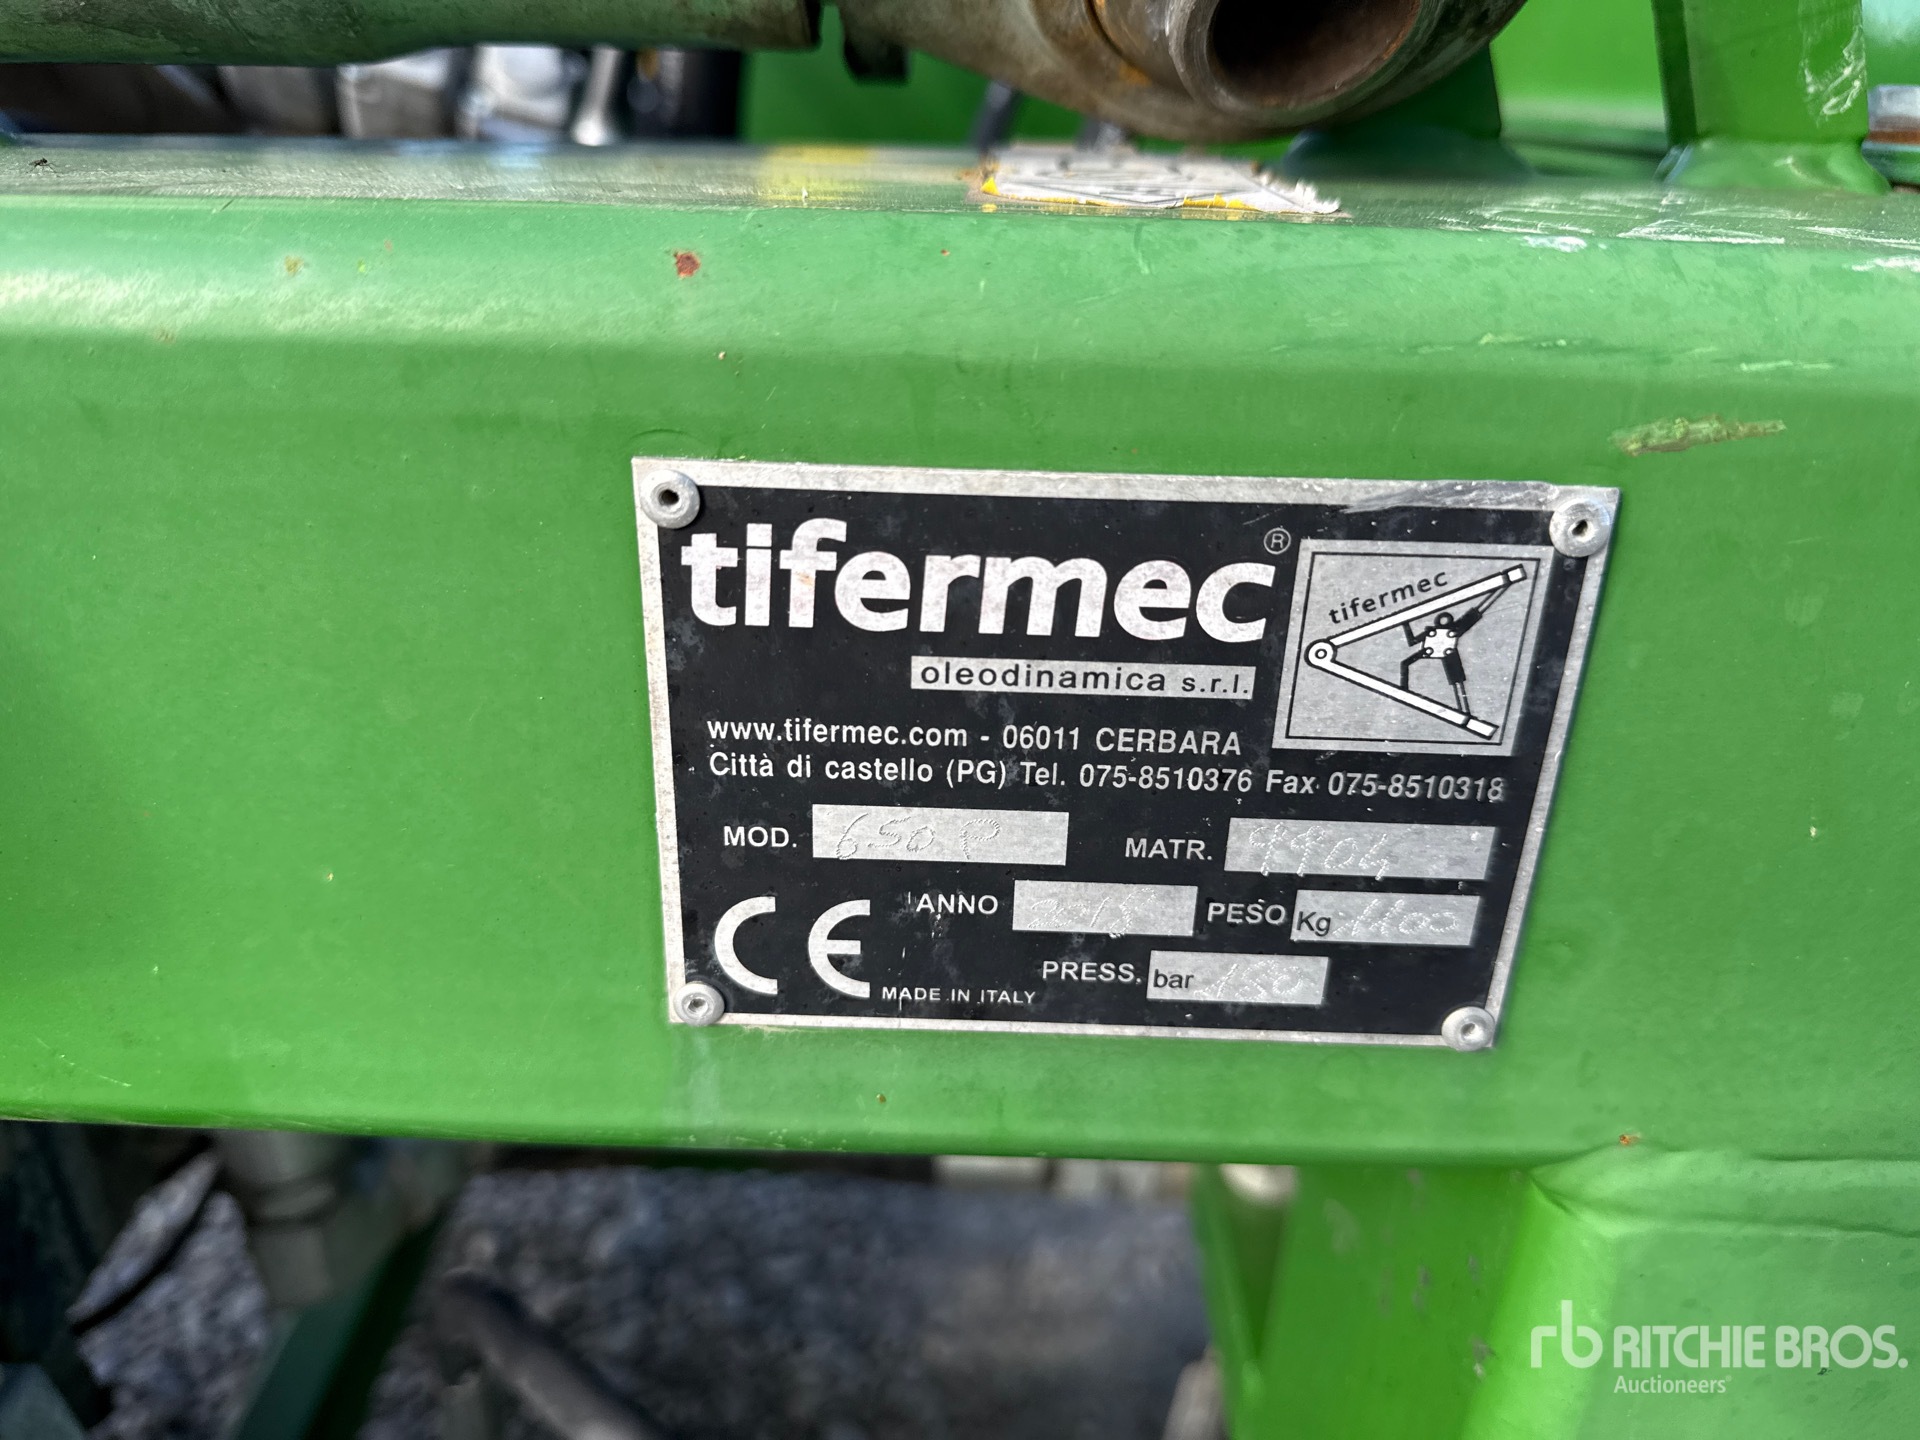 tifermec®
tifermec
oleodinamica s.r.l.
www.tifermec.com - 06011 CERBARA
Città di castello (PG) Tel. 075-8510376 Fax 075-8510318
MOD. 650 P MATR. 9904
ANNO PESO Kg 1100
PRESS. bar
CE MADE IN ITALY
rb RITCHIE BROS.
Auctioneers